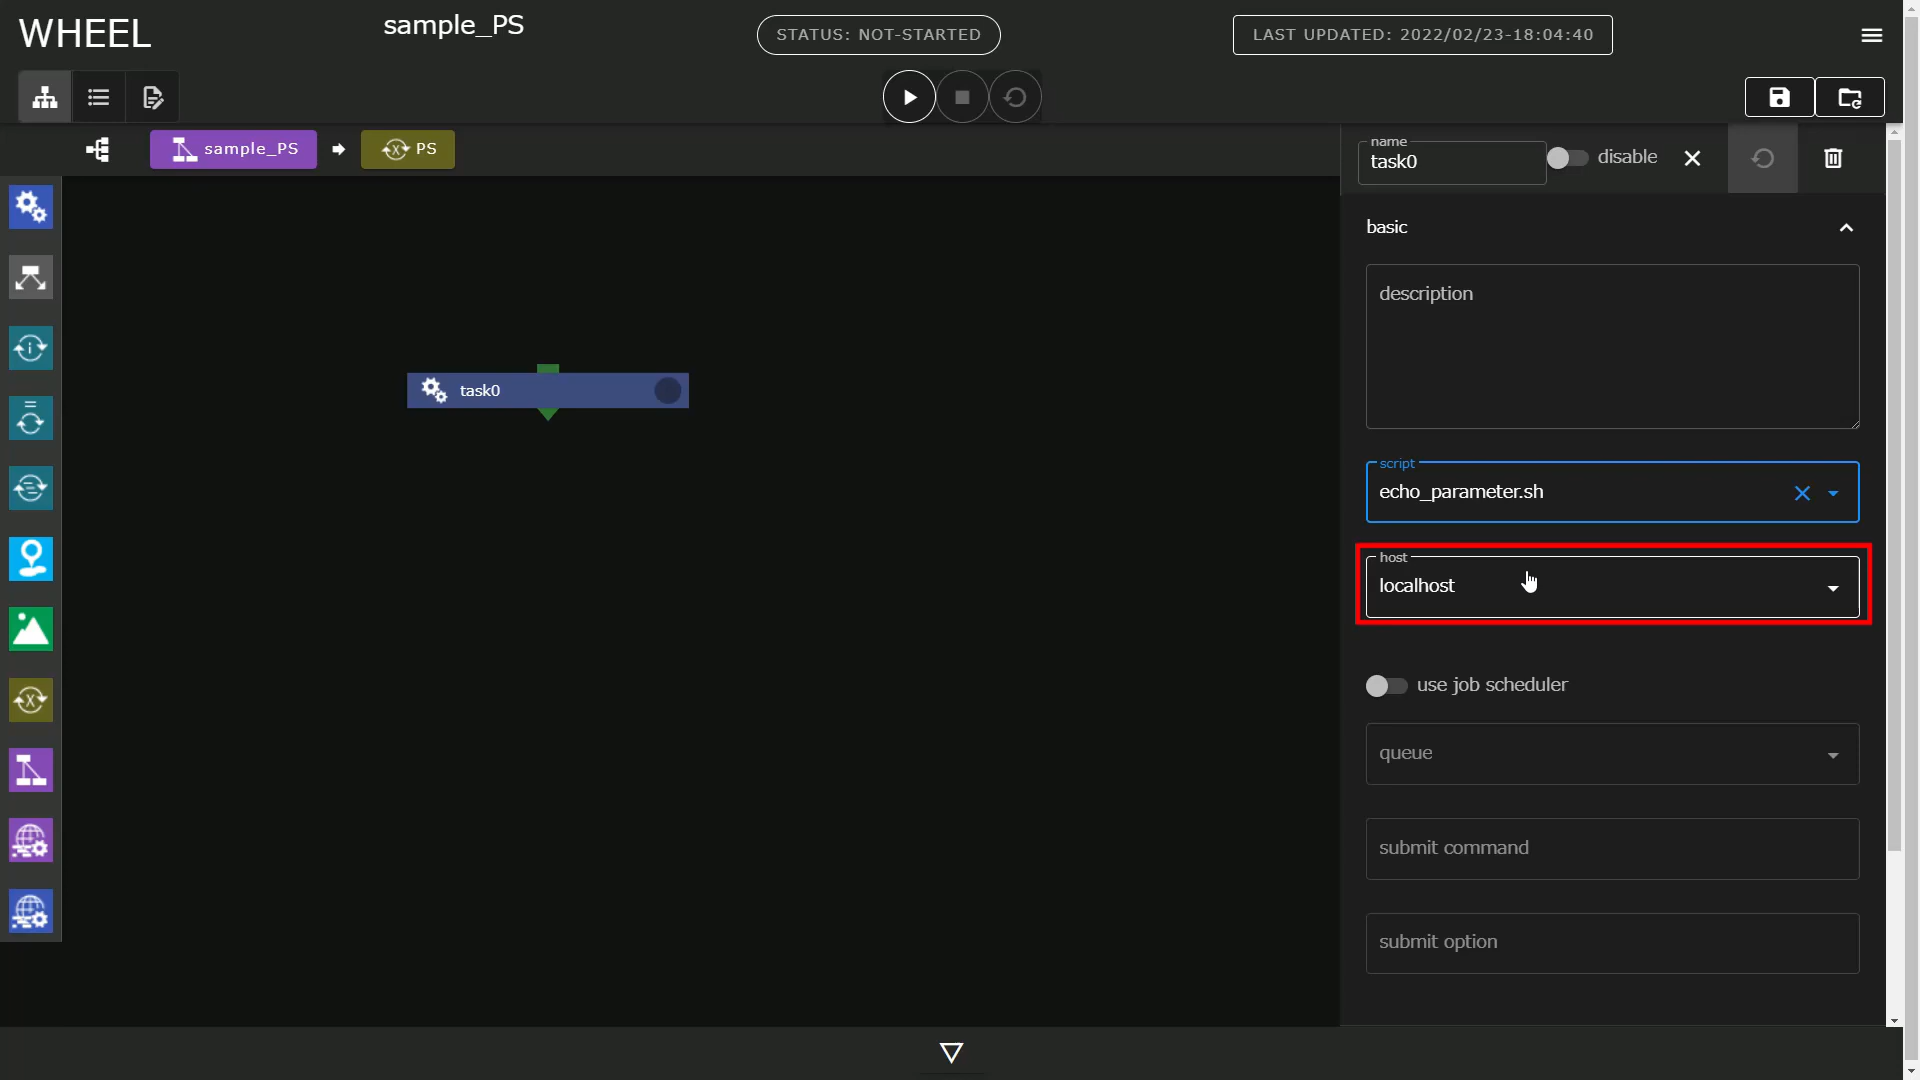 WHEEL
sample_PS
STATUS: NOT-STARTED
LAST UPDATED: 2022/02/23-18:04:40
sample_PS
PS
name
task0
disable
basic
description
task0
script
echo_parameter.sh
host
localhost
use job scheduler
queue
submit command
submit option